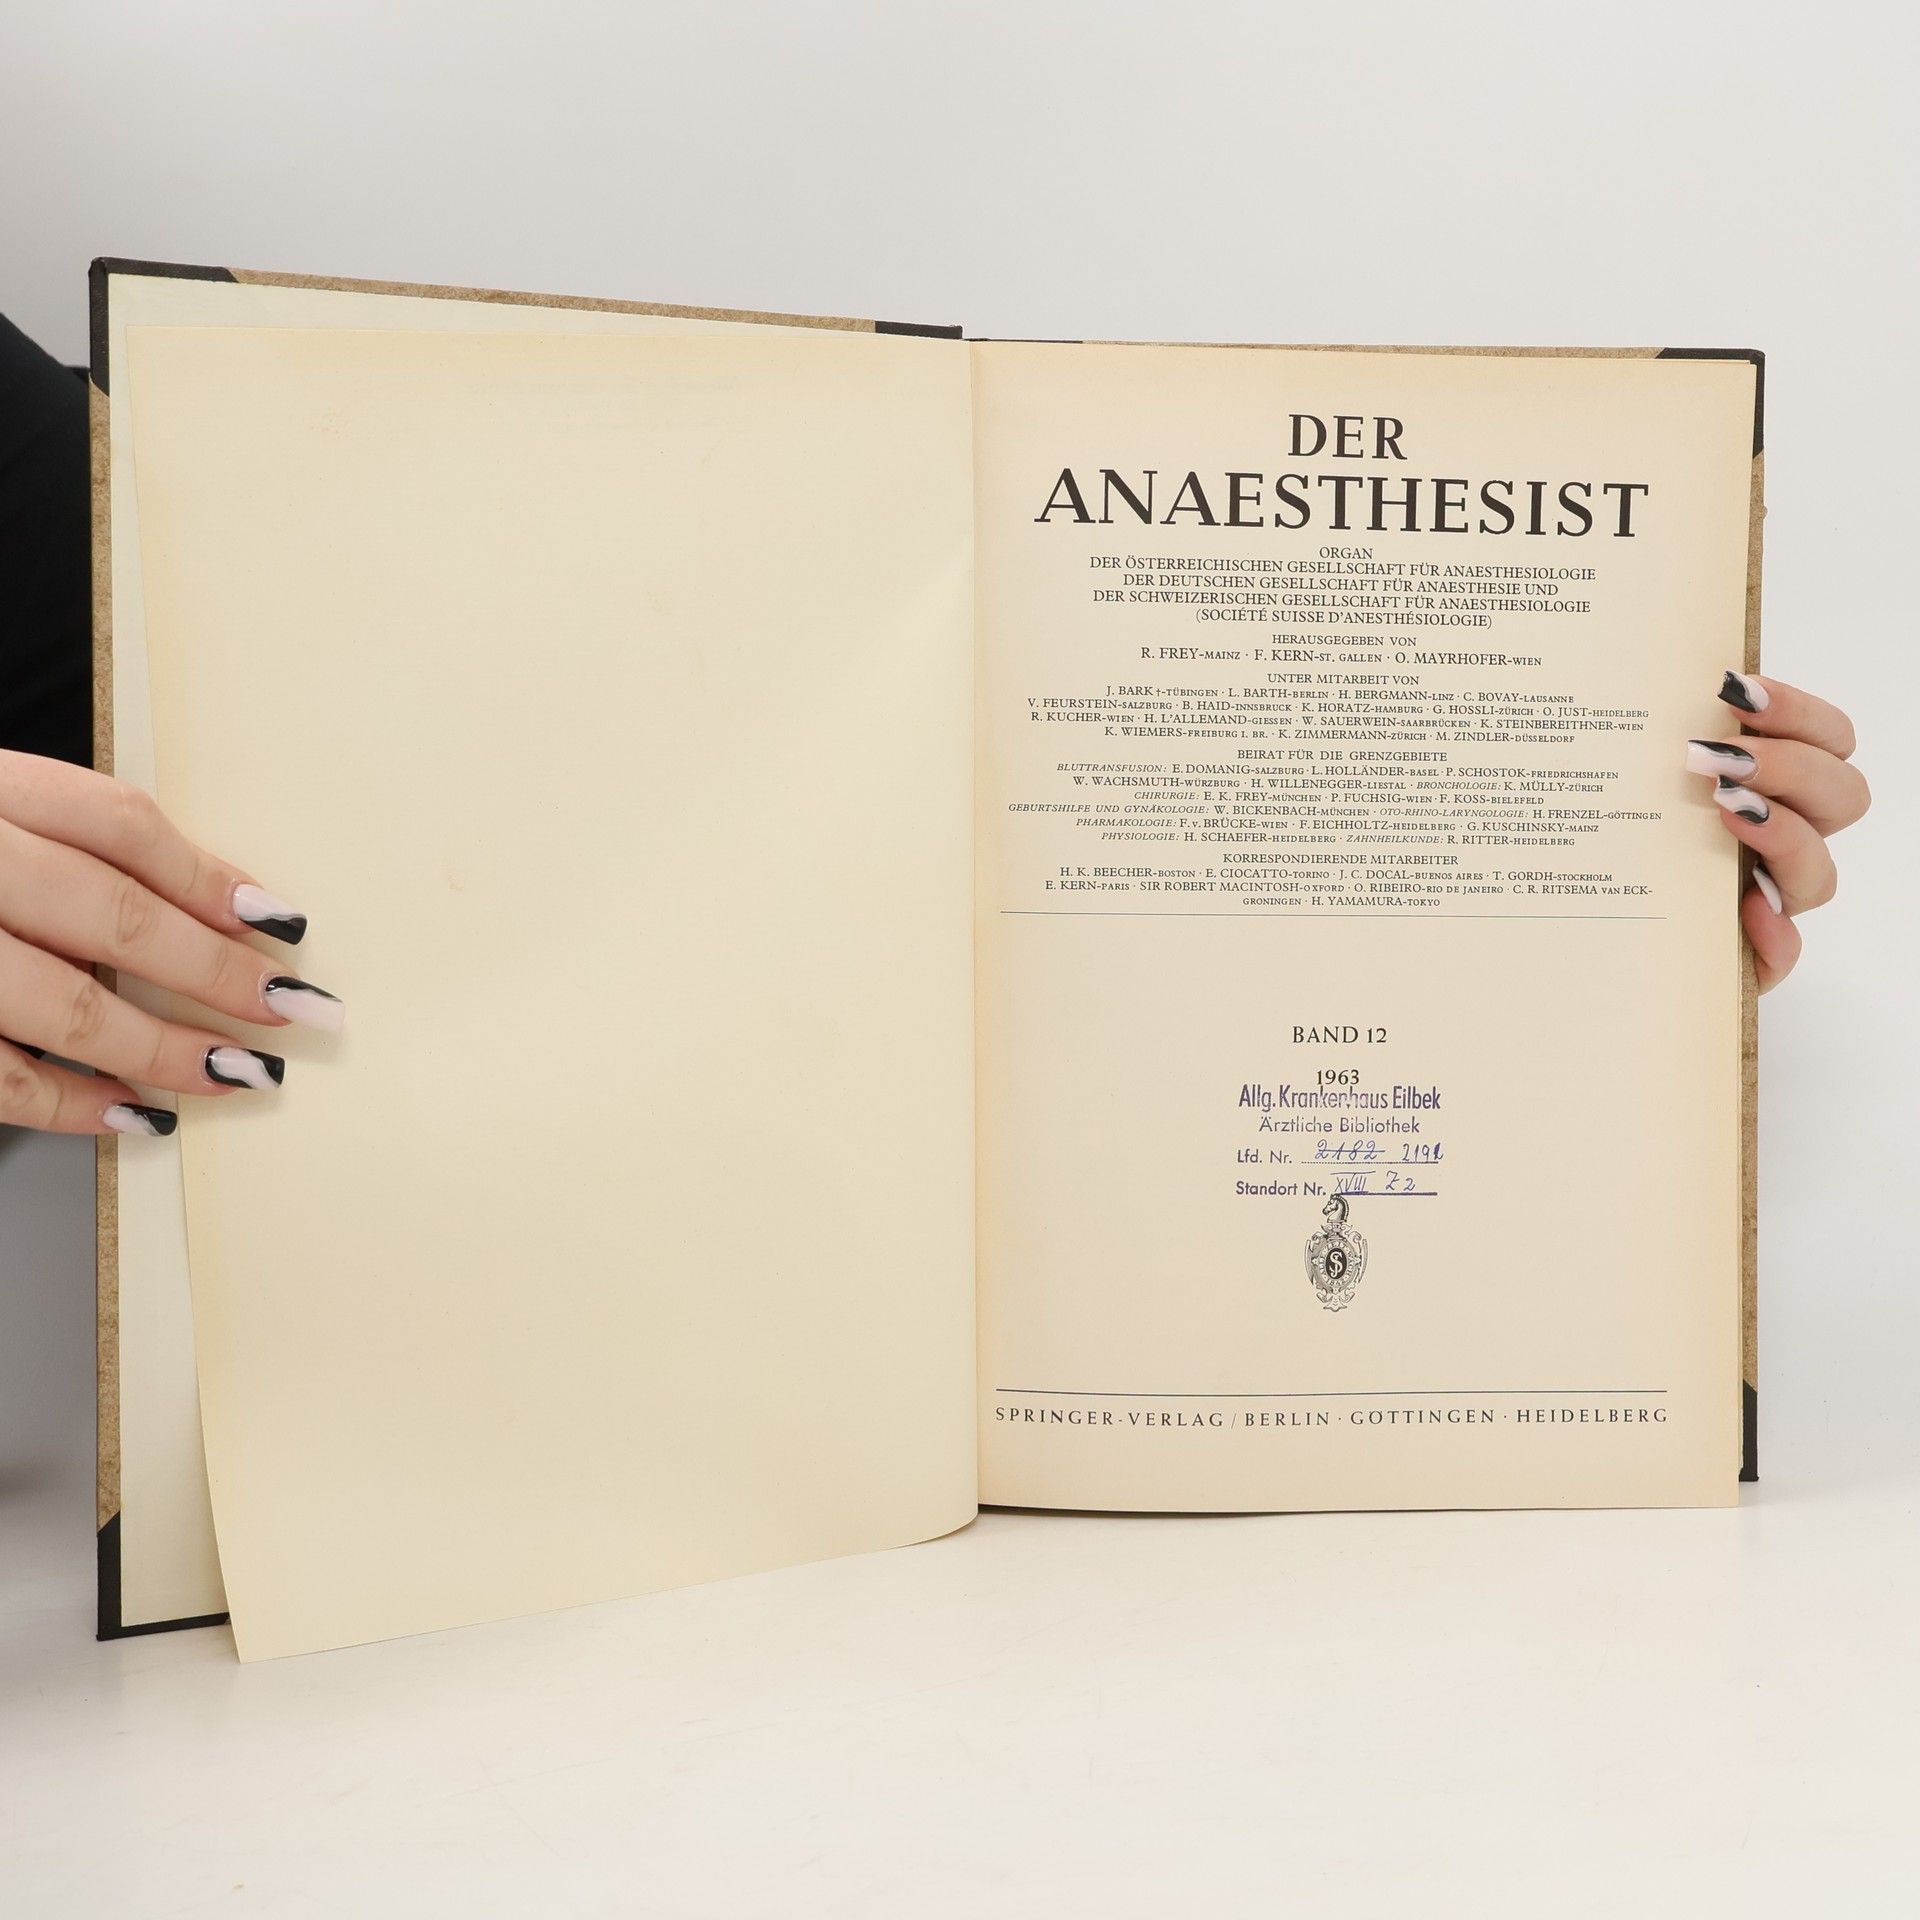 DER
ANAESTHESIST
ORGAN
DER ÖSTERREICHISCHEN GESELLSCHAFT FÜR ANAESTHESIOLOGIE
DER DEUTSCHEN GESELLSCHAFT FÜR ANAESTHESIE UND
DER SCHWEIZERISCHEN GESELLSCHAFT FÜR ANAESTHESIOLOGIE
(SOCIÉTÉ SUISSE D'ANESTHÉSIOLOGIE)
HERAUSGEGEBEN VON
R. FREY-MAINZ · F. KERN-ST. GALLEN · O. MAYRHOFER-WIEN
UNTER MITARBEIT VON
J. BARK †-TÜBINGEN · L. BARTH-BERLIN · H. BERGMANN-LINZ · C. BOVAY-LAUSANNE
V. FEURSTEIN-SALZBURG · B. HAID-INNSBRUCK · K. HORATZ-HAMBURG · G. HOSSLI-ZÜRICH · O. JUST-HEIDELBERG
R. KUCHER-WIEN · H. L'ALLEMAND-GIESSEN · W. SAUERWEIN-SAARBRÜCKEN · K. STEINBEREITHNER-WIEN
K. WIEMERS-FREIBURG I. BR. · K. ZIMMERMANN-ZÜRICH · M. ZINDLER-DÜSSELDORF
BEIRAT FÜR DIE GRENZGEBIETE
BLUTTRANSFUSION: E. DOMANIG-SALZBURG · L. HOLLÄNDER-BASEL · P. SCHOSTOK-FRIEDRICHSHAFEN
W. WACHSMUTH-WÜRZBURG · H. WILLENEGGER-LIESTAL · BRONCHOLOGIE: K. MÜLLY-ZÜRICH
CHIRURGIE: E. K. FREY-MÜNCHEN · P. FUCHSIG-WIEN · F. KOSS-BIELEFELD
GEBURTSHILFE UND GYNÄKOLOGIE: W. BICKENBACH-MÜNCHEN · OTO-RHINO-LARYNGOLOGIE: H. FRENZEL-GÖTTINGEN
PHARMAKOLOGIE: F. v. BRÜCKE-WIEN · F. EICHHOLTZ-HEIDELBERG · G. KUSCHINSKY-MAINZ
PHYSIOLOGIE: H. SCHAEFER-HEIDELBERG · ZAHNHEILKUNDE: R. RITTER-HEIDELBERG
KORRESPONDIERENDE MITARBEITER
H. K. BEECHER-BOSTON · E. CIOCATTO-TORINO · J. C. DOCAL-BUENOS AIRES · T. GORDH-STOCKHOLM
E. KERN-PARIS · SIR ROBERT MACINTOSH-OXFORD · O. RIBEIRO-RIO DE JANEIRO · C. R. RITSEMA VAN ECK-
GRONINGEN · H. YAMAMURA-TOKYO
BAND 12
1963
Allg. Krankenhaus Eilbek
Ärztliche Bibliothek
Lfd. Nr. 2182 2191
Standort Nr. XVIII Z 2
SPRINGER-VERLAG / BERLIN · GÖTTINGEN · HEIDELBERG